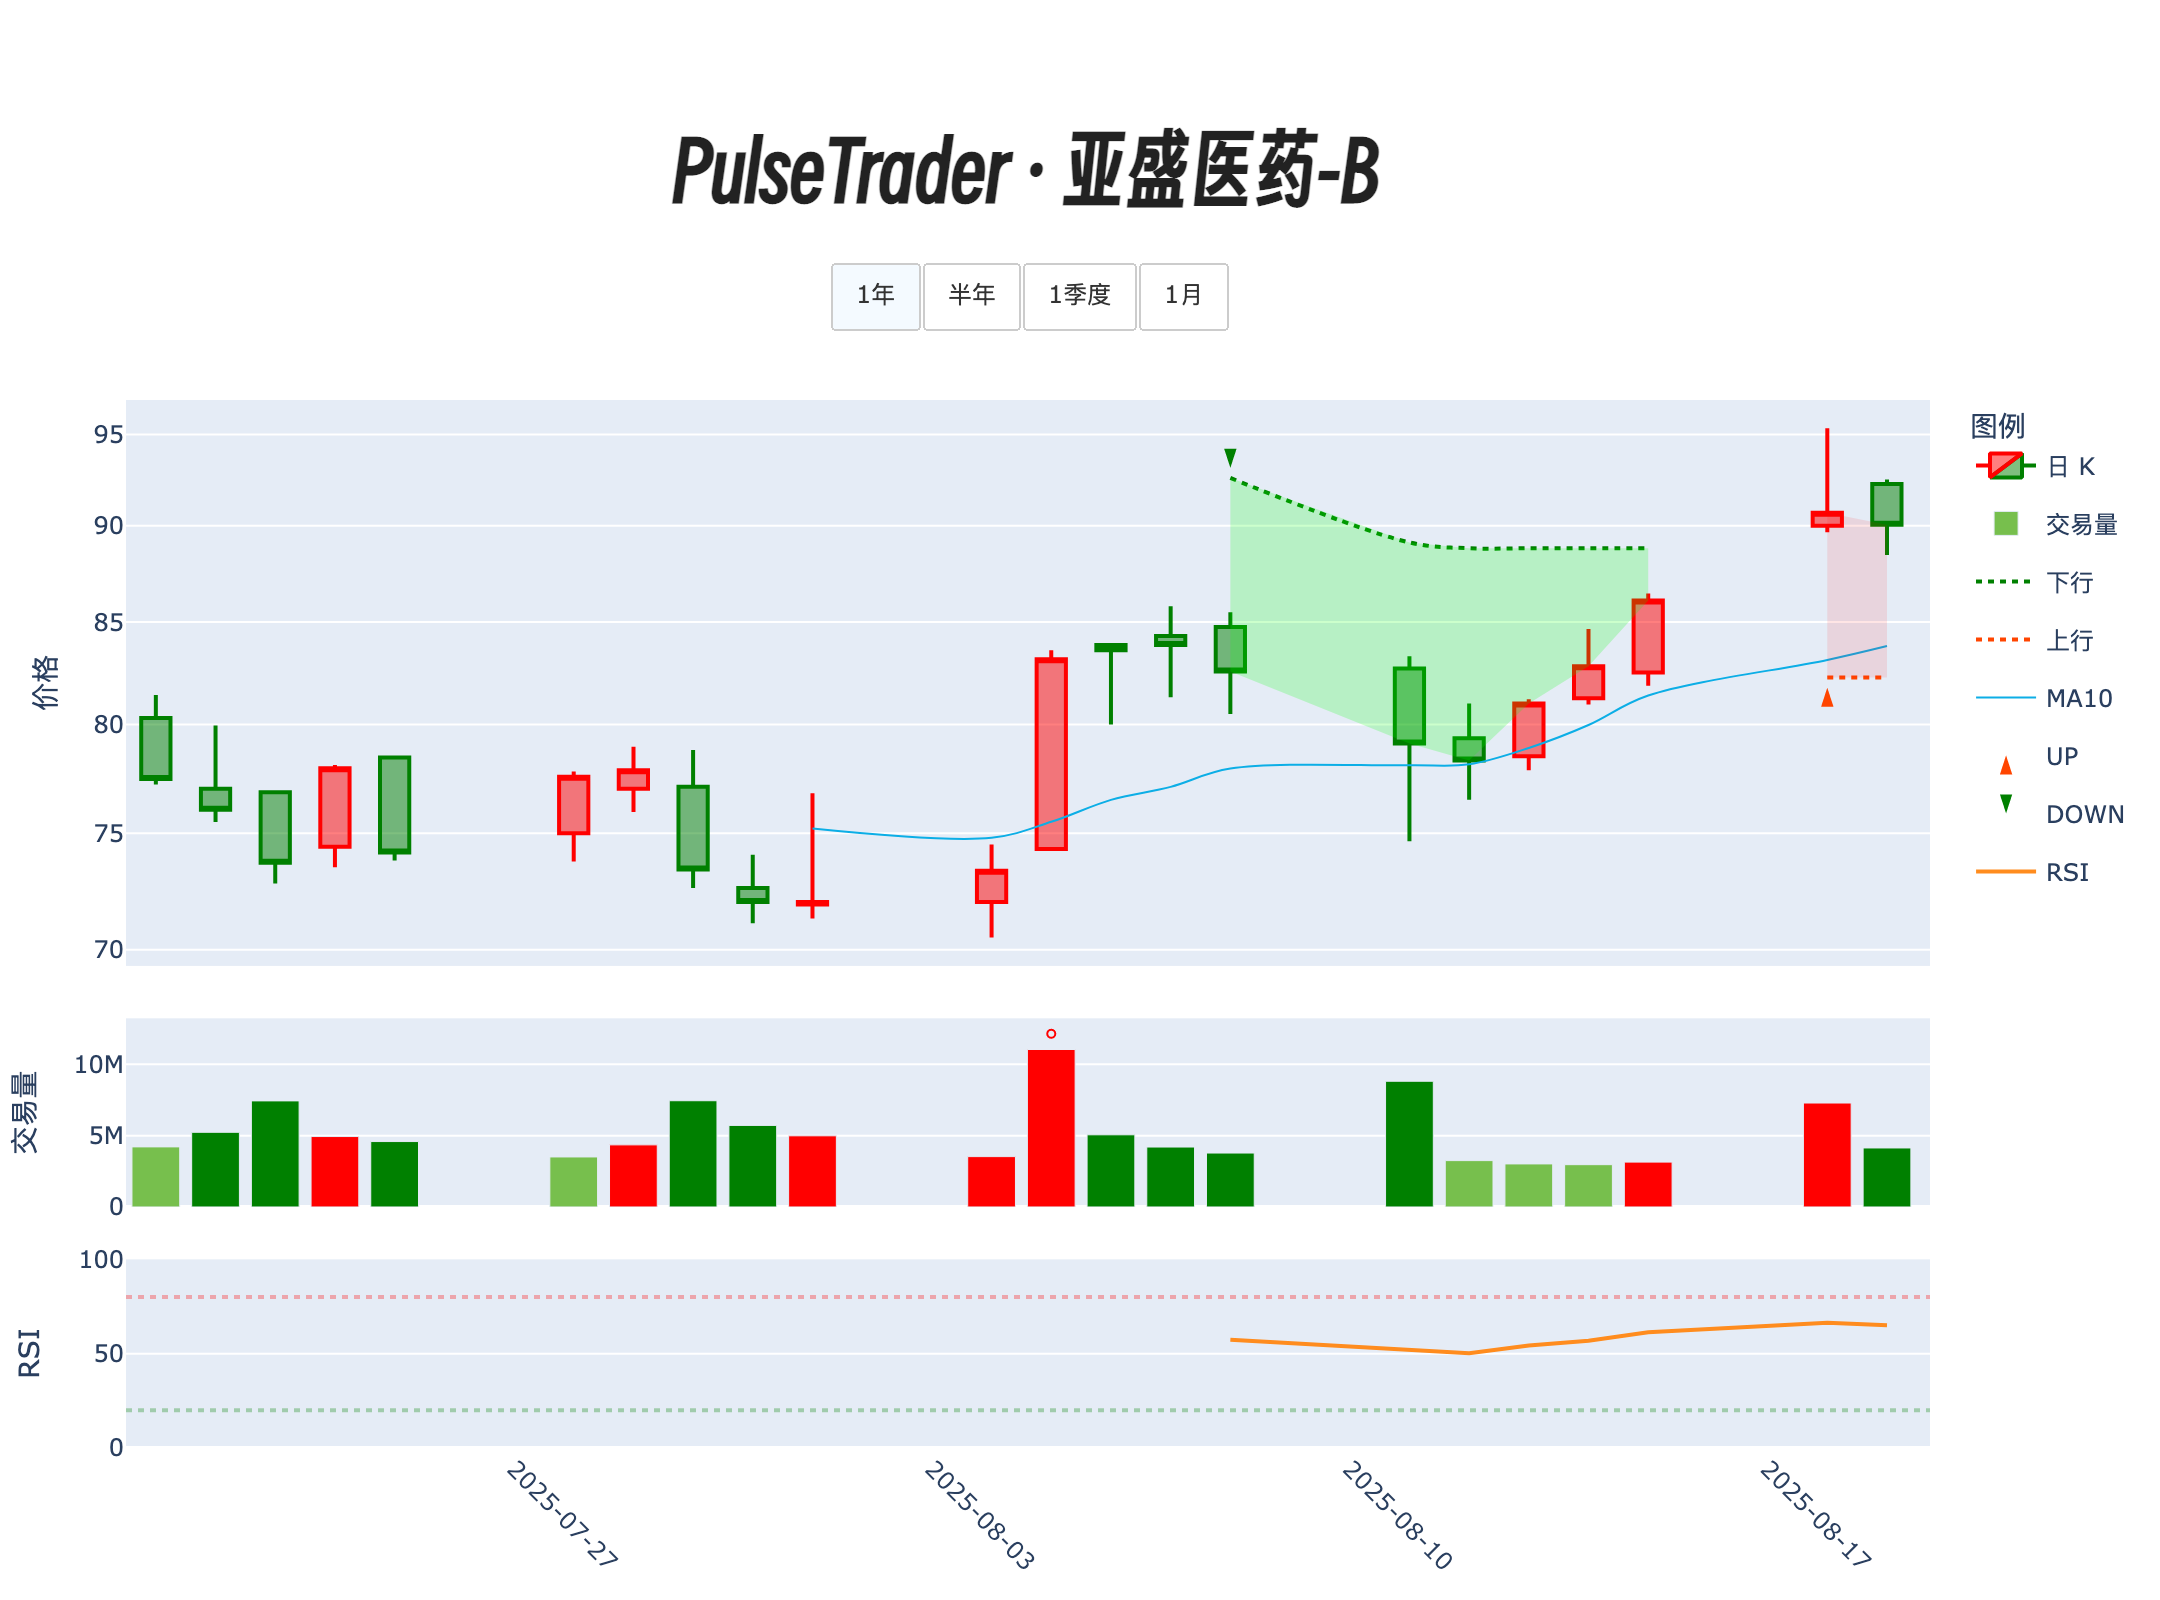 PulseTrader · 亚盛医药-B
1年
半年
1季度
1月
价格
95
90
85
80
75
70
图例
日 K
交易量
下行
上行
MA10
UP
DOWN
RSI
交易量
10M
5M
0
RSI
100
50
0
2025-07-27
2025-08-03
2025-08-10
2025-08-17